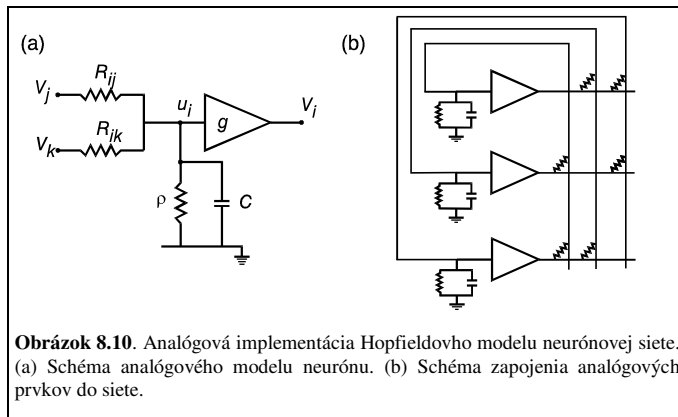 (a)
(b)
R_ij
V_j
u_i
V_i
g
R_ik
V_k
ρ
C
Obrázok 8.10. Analógová implementácia Hopfieldovho modelu neurónovej siete.
(a) Schéma analógového modelu neurónu. (b) Schéma zapojenia analógových
prvkov do siete.